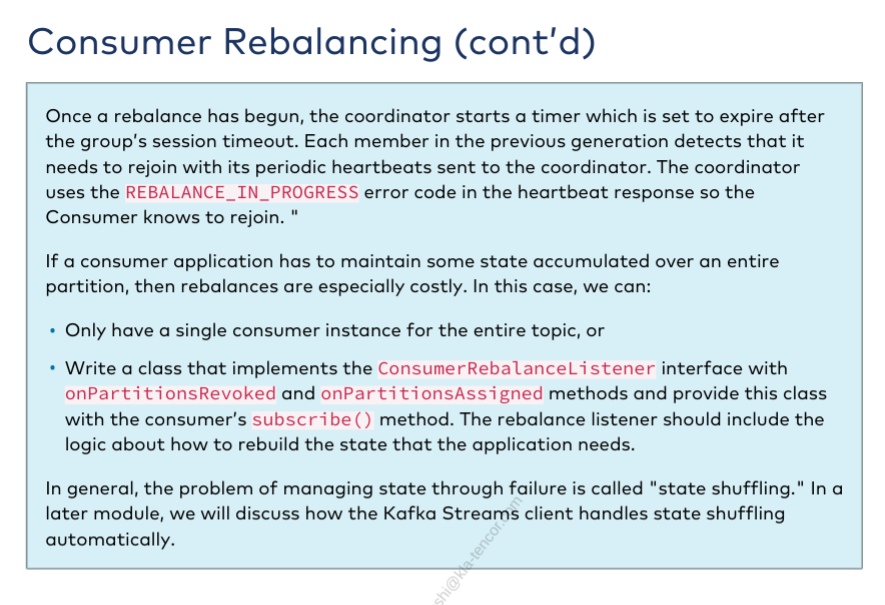 Consumer Rebalancing (cont'd)
Once a rebalance has begun, the coordinator starts a timer which is set to expire after
the group's session timeout. Each member in the previous generation detects that it
needs to rejoin with its periodic heartbeats sent to the coordinator. The coordinator
uses the REBALANCE_IN_PROGRESS error code in the heartbeat response so the
Consumer knows to rejoin. "
If a consumer application has to maintain some state accumulated over an entire
partition, then rebalances are especially costly. In this case, we can:
• Only have a single consumer instance for the entire topic, or
• Write a class that implements the ConsumerRebalanceListener interface with
onPartitionsRevoked and onPartitionsAssigned methods and provide this class
with the consumer's subscribe() method. The rebalance listener should include the
logic about how to rebuild the state that the application needs.
In general, the problem of managing state through failure is called "state shuffling." In a
later module, we will discuss how the Kafka Streams client handles state shuffling
automatically.
shi@kla-tencor.com